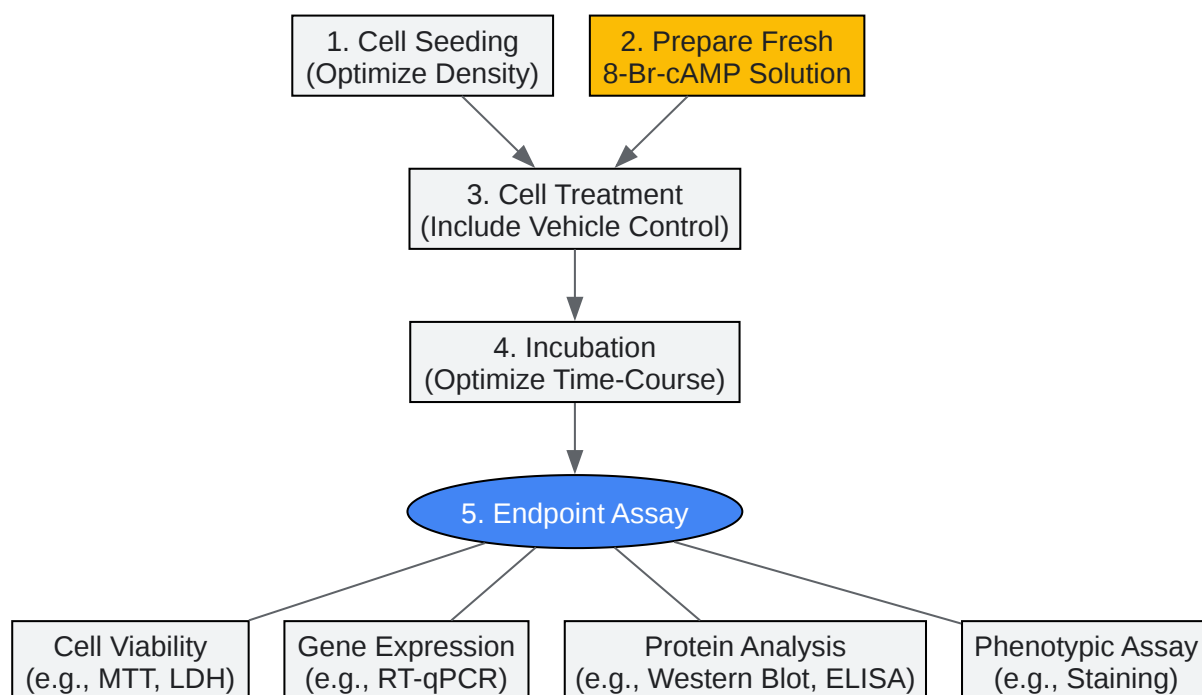 1. Cell Seeding
(Optimize Density)
2. Prepare Fresh
8-Br-cAMP Solution
3. Cell Treatment
(Include Vehicle Control)
4. Incubation
(Optimize Time-Course)
5. Endpoint Assay
Cell Viability
(e.g., MTT, LDH)
Gene Expression
(e.g., RT-qPCR)
Protein Analysis
(e.g., Western Blot, ELISA)
Phenotypic Assay
(e.g., Staining)